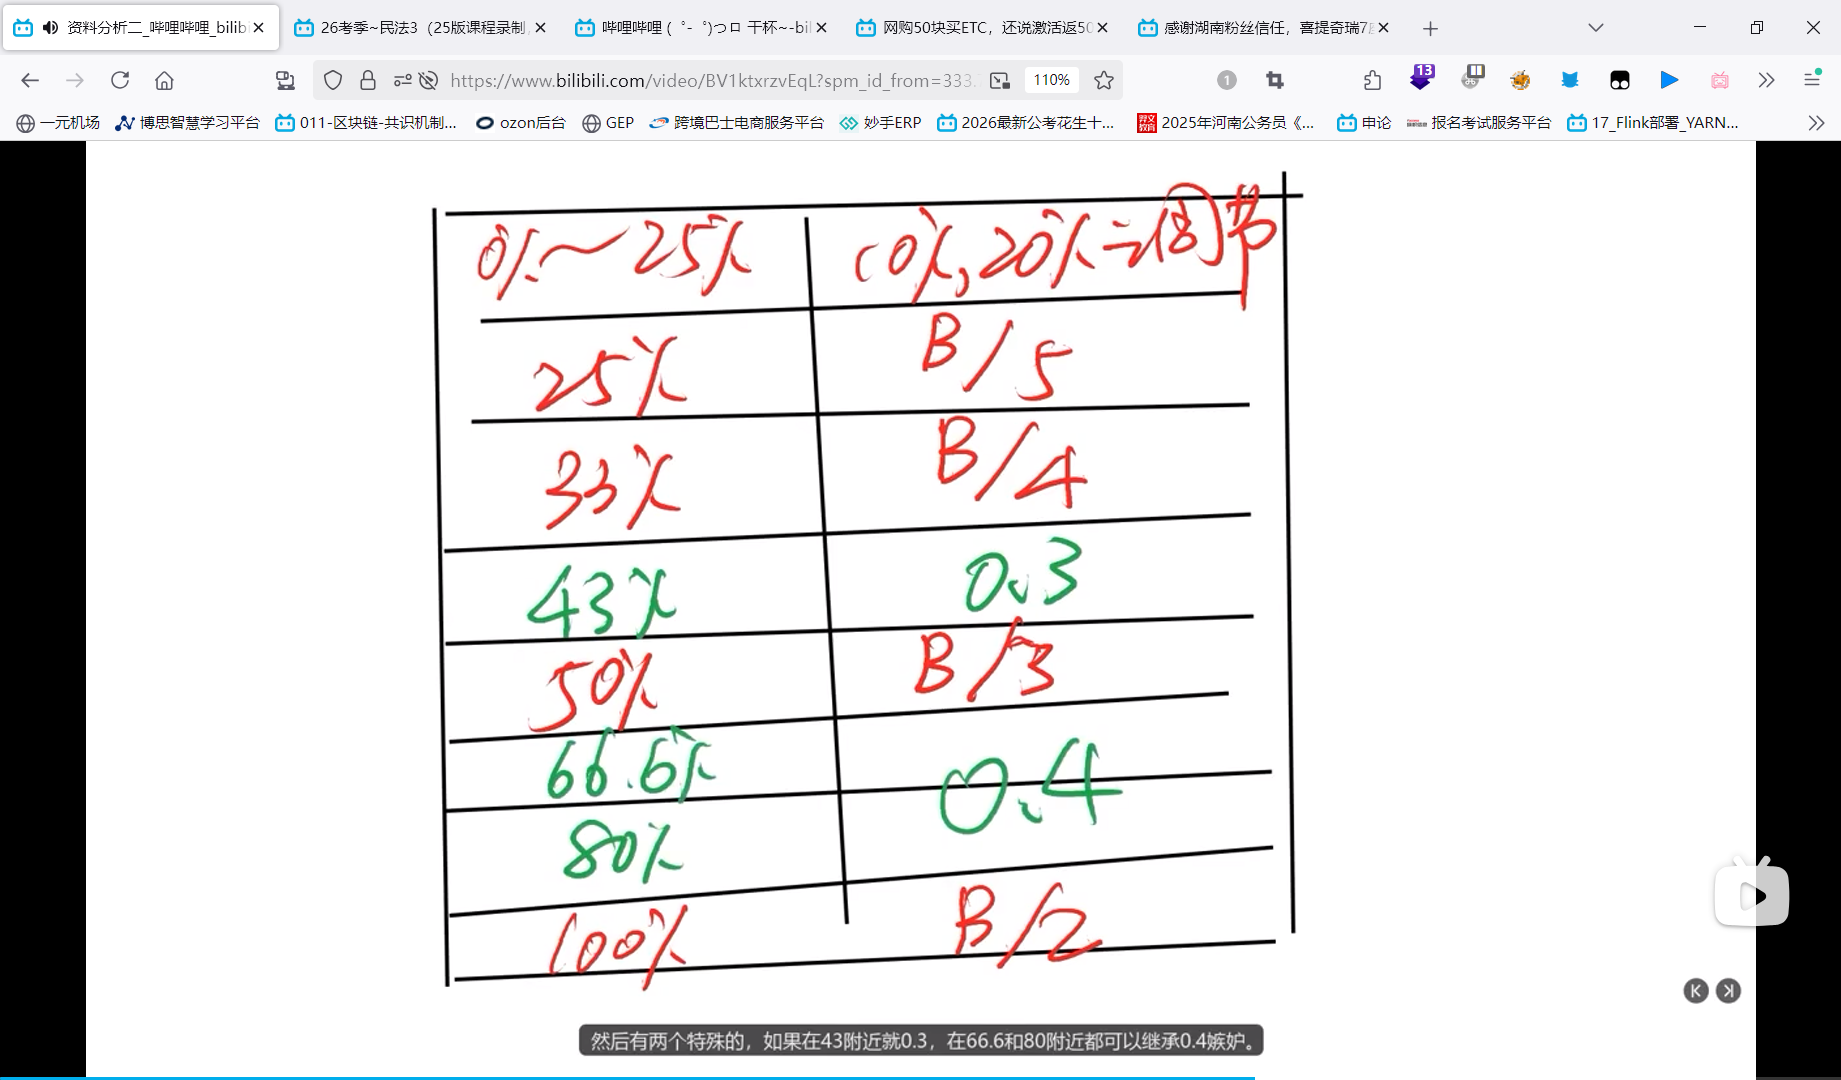 资料分析二_哔哩哔哩_bilibi
26考季~民法3（25版课程录制,
哔哩哔哩 (゜-゜)つロ 干杯~-bil
网购50块买ETC，还说激活返50
感谢湖南粉丝信任，喜提奇瑞7
https://www.bilibili.com/video/BV1ktxrzvEqL?spm_id_from=333.
110%
1
13
一元机场
博思智慧学习平台
011-区块链-共识机制...
ozon后台
GEP
跨境巴士电商服务平台
妙手ERP
2026最新公考花生十...
2025年河南公务员《...
申论
报名考试服务平台
17_Flink部署_YARN...
0%~25%
10%,20%
25%
B/5
33%
B/4
43%
0.3
50%
B/3
66.6%
0.4
80%
100%
B/2
然后有两个特殊的，如果在43附近就0.3，在66.6和80附近都可以继承0.4嫉妒。